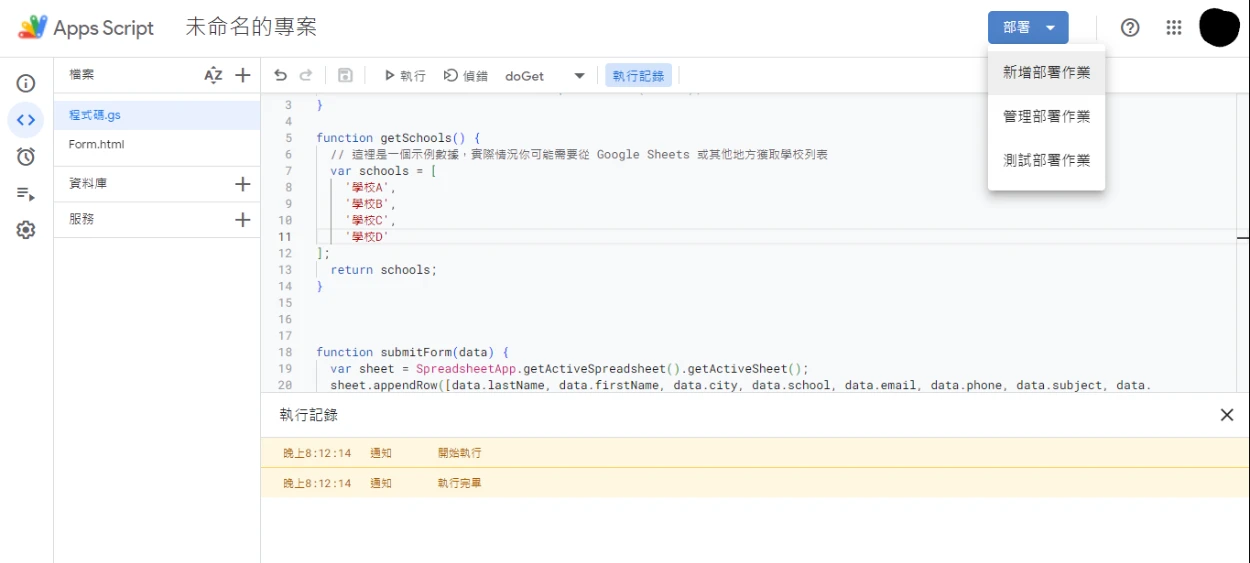 Apps Script 未命名的專案 部署
檔案 AZ
執行 偵錯 doGet 執行記錄
新增部署作業
管理部署作業
測試部署作業
程式碼.gs
Form.html
資料庫
服務
3 }
4
5 function getSchools() {
6 // 這裡是一個示例數據，實際情況你可能需要從 Google Sheets 或其他地方獲取學校列表
7 var schools = [
8 '學校A',
9 '學校B',
10 '學校C',
11 '學校D'
12 ];
13 return schools;
14 }
15
16
17
18 function submitForm(data) {
19 var sheet = SpreadsheetApp.getActiveSpreadsheet().getActiveSheet();
20 sheet.appendRow([data.lastName, data.firstName, data.city, data.school, data.email, data.phone, data.subject, data.
執行記錄
晚上8:12:14 通知 開始執行
晚上8:12:14 通知 執行完畢